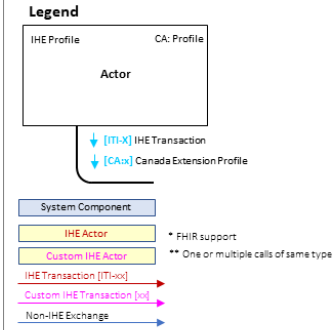 Legend
IHE Profile CA: Profile
Actor
[ITI-X] IHE Transaction
[CA:x] Canada Extension Profile
System Component
IHE Actor
* FHIR support
Custom IHE Actor
** One or multiple calls of same type
IHE Transaction [ITI-xx]
Custom IHE Transaction [xx]
Non-IHE Exchange